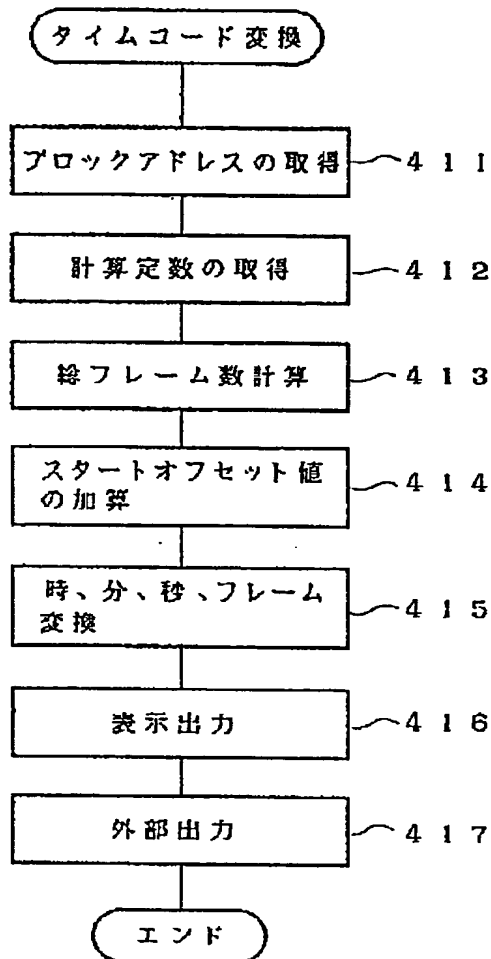 タイムコード変換
ブロックアドレスの取得
411
計算定数の取得
412
総フレーム数計算
413
スタートオフセット値
の加算
414
時、分、秒、フレーム
変換
415
表示出力
416
外部出力
417
エンド